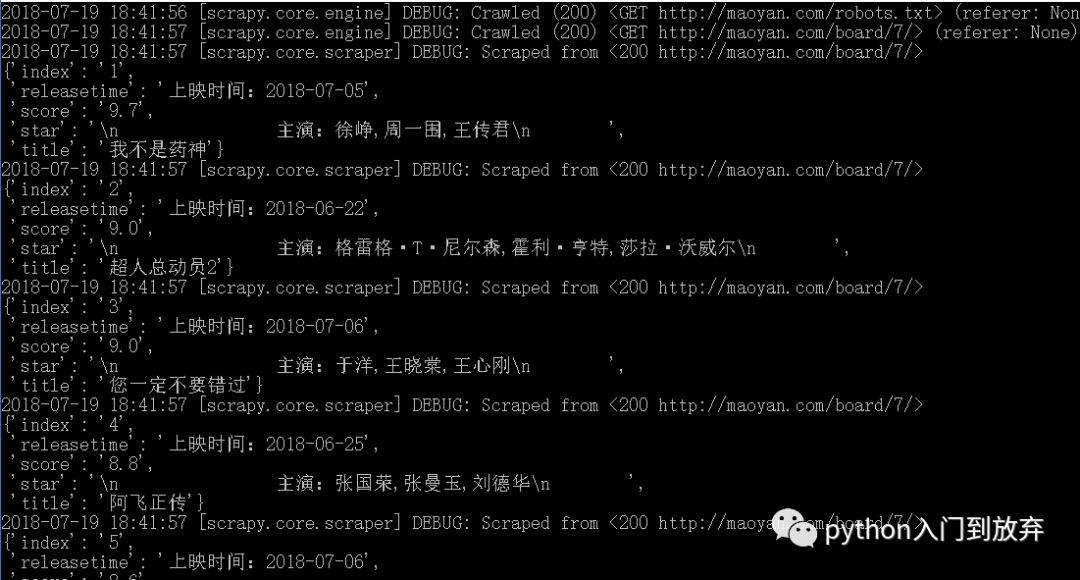 2018-07-19 18:41:56 [scrapy.core.engine] DEBUG: Crawled (200) <GET http://maoyan.com/robots.txt> (referer: Non
2018-07-19 18:41:57 [scrapy.core.engine] DEBUG: Crawled (200) <GET http://maoyan.com/board/7/> (referer: None)
2018-07-19 18:41:57 [scrapy.core.scraper] DEBUG: Scraped from <200 http://maoyan.com/board/7/>
{'index': '1',
'releasetime': '上映时间：2018-07-05',
'score': '9.7',
'star': '\n                主演：徐峥,周一围,王传君\n        ',
'title': '我不是药神'}
2018-07-19 18:41:57 [scrapy.core.scraper] DEBUG: Scraped from <200 http://maoyan.com/board/7/>
{'index': '2',
'releasetime': '上映时间：2018-06-22',
'score': '9.0',
'star': '\n                主演：格雷格·T·尼尔森,霍利·亨特,莎拉·沃威尔\n        ',
'title': '超人总动员2'}
2018-07-19 18:41:57 [scrapy.core.scraper] DEBUG: Scraped from <200 http://maoyan.com/board/7/>
{'index': '3',
'releasetime': '上映时间：2018-07-06',
'score': '9.0',
'star': '\n                主演：于洋,王晓棠,王心刚\n        ',
'title': '您一定不要错过'}
2018-07-19 18:41:57 [scrapy.core.scraper] DEBUG: Scraped from <200 http://maoyan.com/board/7/>
{'index': '4',
'releasetime': '上映时间：2018-06-25',
'score': '8.8',
'star': '\n                主演：张国荣,张曼玉,刘德华\n        ',
'title': '阿飞正传'}
2018-07-19 18:41:57 [scrapy.core.scraper] DEBUG: Scraped from <200 http://maoyan.com/board/7/>
{'index': '5',
python入门到放弃
'releasetime': '上映时间：2018-07-06',